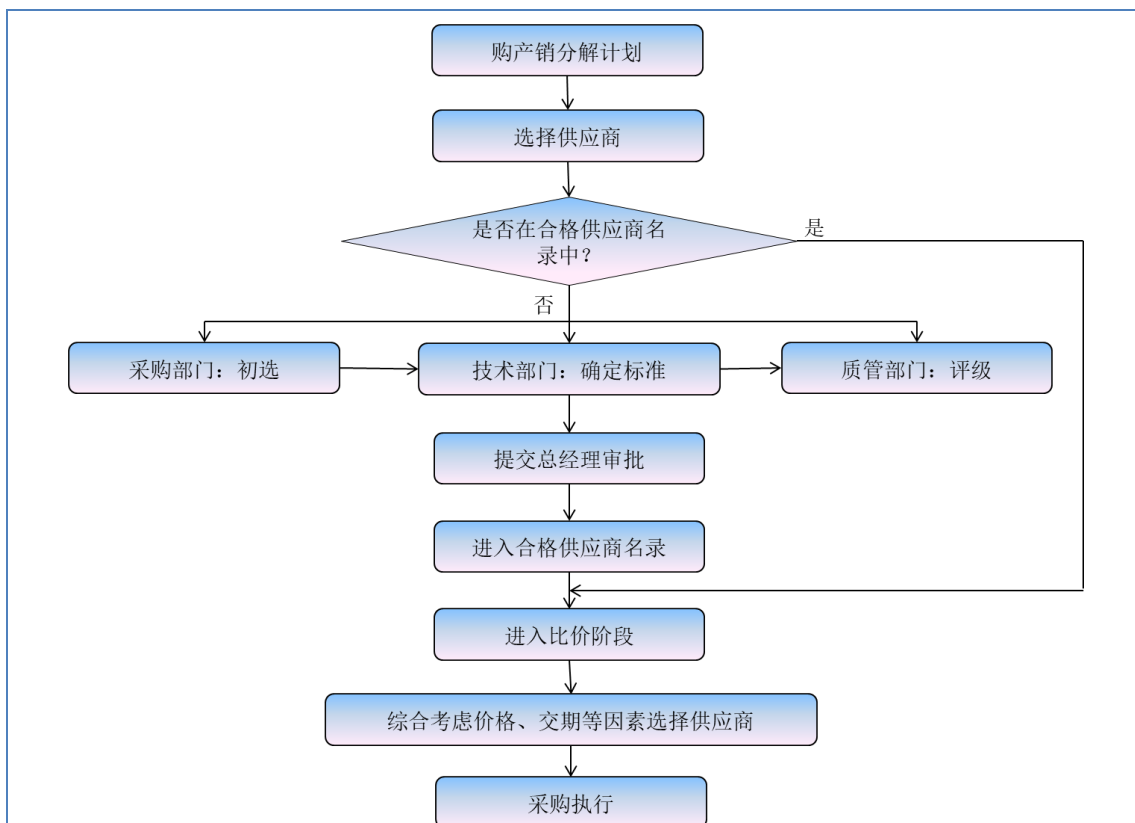 购产销分解计划
选择供应商
是否在合格供应商名
录中？
是
否
采购部门：初选
技术部门：确定标准
质管部门：评级
提交总经理审批
进入合格供应商名录
进入比价阶段
综合考虑价格、交期等因素选择供应商
采购执行